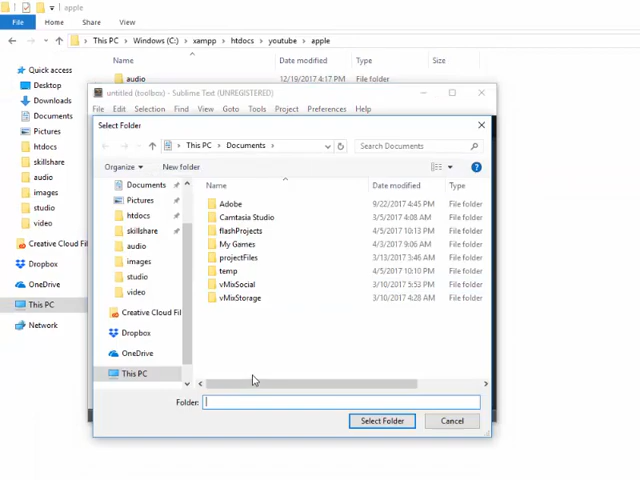 apple
File Home Share View
This PC Windows (C:) xampp htdocs youtube apple
Name Date modified Type Size
audio 12/19/2017 4:17 PM File folder
Quick access
Desktop
Downloads
Documents
Pictures
htdocs
skillshare
audio
images
studio
video
Creative Cloud Fil
Dropbox
OneDrive
This PC
Network
untitled (toolbox) - Sublime Text (UNREGISTERED)
File Edit Selection Find View Goto Tools Project Preferences Help
Select Folder
This PC Documents
Search Documents
Organize New folder
Documents
Pictures
htdocs
skillshare
audio
images
studio
video
Creative Cloud Fil
Dropbox
OneDrive
This PC
Name Date modified Type
Adobe 9/22/2017 4:45 PM File folder
Camtasia Studio 3/5/2017 4:08 AM File folder
flashProjects 4/5/2017 10:13 PM File folder
My Games 4/3/2017 9:06 AM File folder
projectFiles 3/13/2017 3:46 AM File folder
temp 4/5/2017 10:10 PM File folder
vMixSocial 3/10/2017 5:53 PM File folder
vMixStorage 3/10/2017 4:28 AM File folder
Folder:
Select Folder Cancel